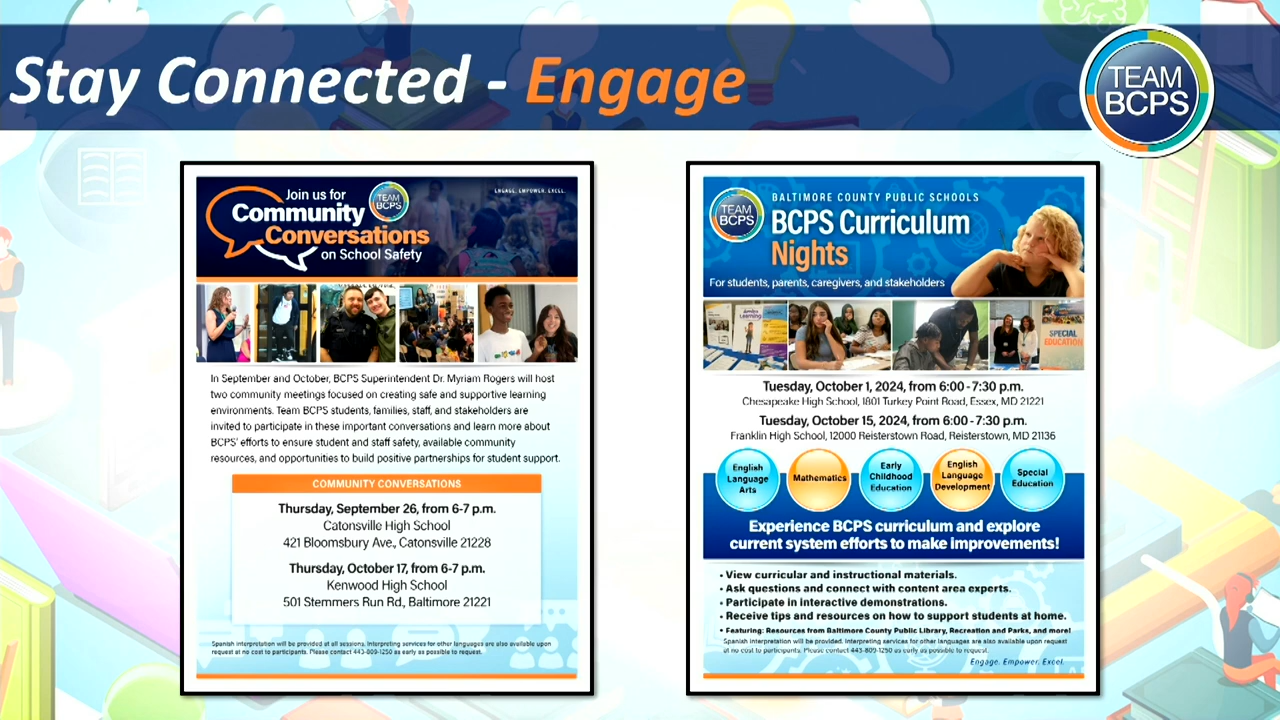 Stay Connected - Engage
TEAM
BCPS
Join us for
Community
Conversations
on School Safety
TEAM
BCPS
ENGAGE. EMPOWER. EXCEL.
In September and October, BCPS Superintendent Dr. Myriam Rogers will host
two community meetings focused on creating safe and supportive learning
environments. Team BCPS students, families, staff, and stakeholders are
invited to participate in these important conversations and learn more about
BCPS' efforts to ensure student and staff safety, available community
resources, and opportunities to build positive partnerships for student support.
COMMUNITY CONVERSATIONS
Thursday, September 26, from 6-7 p.m.
Catonsville High School
421 Bloomsbury Ave., Catonsville 21228
Thursday, October 17, from 6-7 p.m.
Kenwood High School
501 Stemmers Run Rd., Baltimore 21221
Spanish interpretation will be provided at all sessions. Interpreting services for other languages are also available upon
request at no cost to participants. Please contact 443-809-1250 as early as possible to request.
TEAM
BCPS
BALTIMORE COUNTY PUBLIC SCHOOLS
BCPS Curriculum
Nights
For students, parents, caregivers, and stakeholders
Learning
SPECIAL
EDUCATION
Tuesday, October 1, 2024, from 6:00 - 7:30 p.m.
Chesapeake High School, 1801 Turkey Point Road, Essex, MD 21221
Tuesday, October 15, 2024, from 6:00 - 7:30 p.m.
Franklin High School, 12000 Reisterstown Road, Reisterstown, MD 21136
English
Language
Arts
Mathematics
Early
Childhood
Education
English
Language
Development
Special
Education
Experience BCPS curriculum and explore
current system efforts to make improvements!
• View curricular and instructional materials.
• Ask questions and connect with content area experts.
• Participate in interactive demonstrations.
• Receive tips and resources on how to support students at home.
• Featuring: Resources from Baltimore County Public Library, Recreation and Parks, and more!
Spanish interpretation will be provided. Interpreting services for other languages are also available upon request
at no cost to participants. Please contact 443-809-1250 as early as possible to request.
Engage. Empower. Excel.